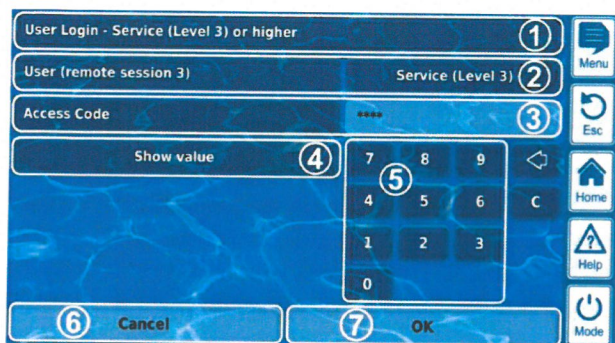 User Login - Service (Level 3) or higher 1
Menu
User (remote session 3) Service (Level 3) 2
Access Code **** 3
Esc
Show value 4
7 8 9
5
Home
4 5 6 C
1 2 3
Help
0
6 Cancel
7 OK
Mode